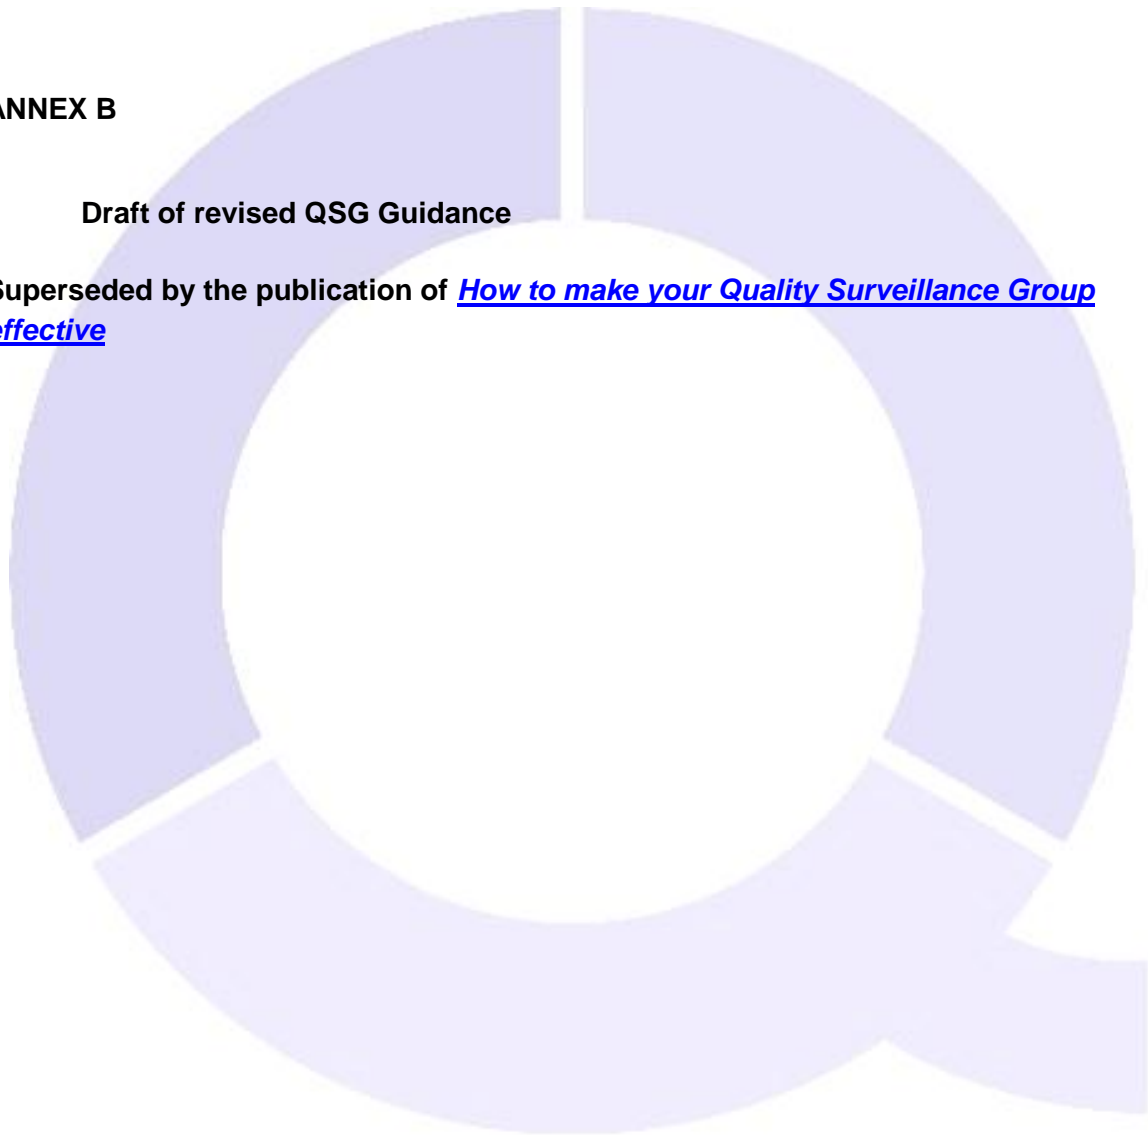 ANNEX B
Draft of revised QSG Guidance
Superseded by the publication of How to make your Quality Surveillance Group
effective